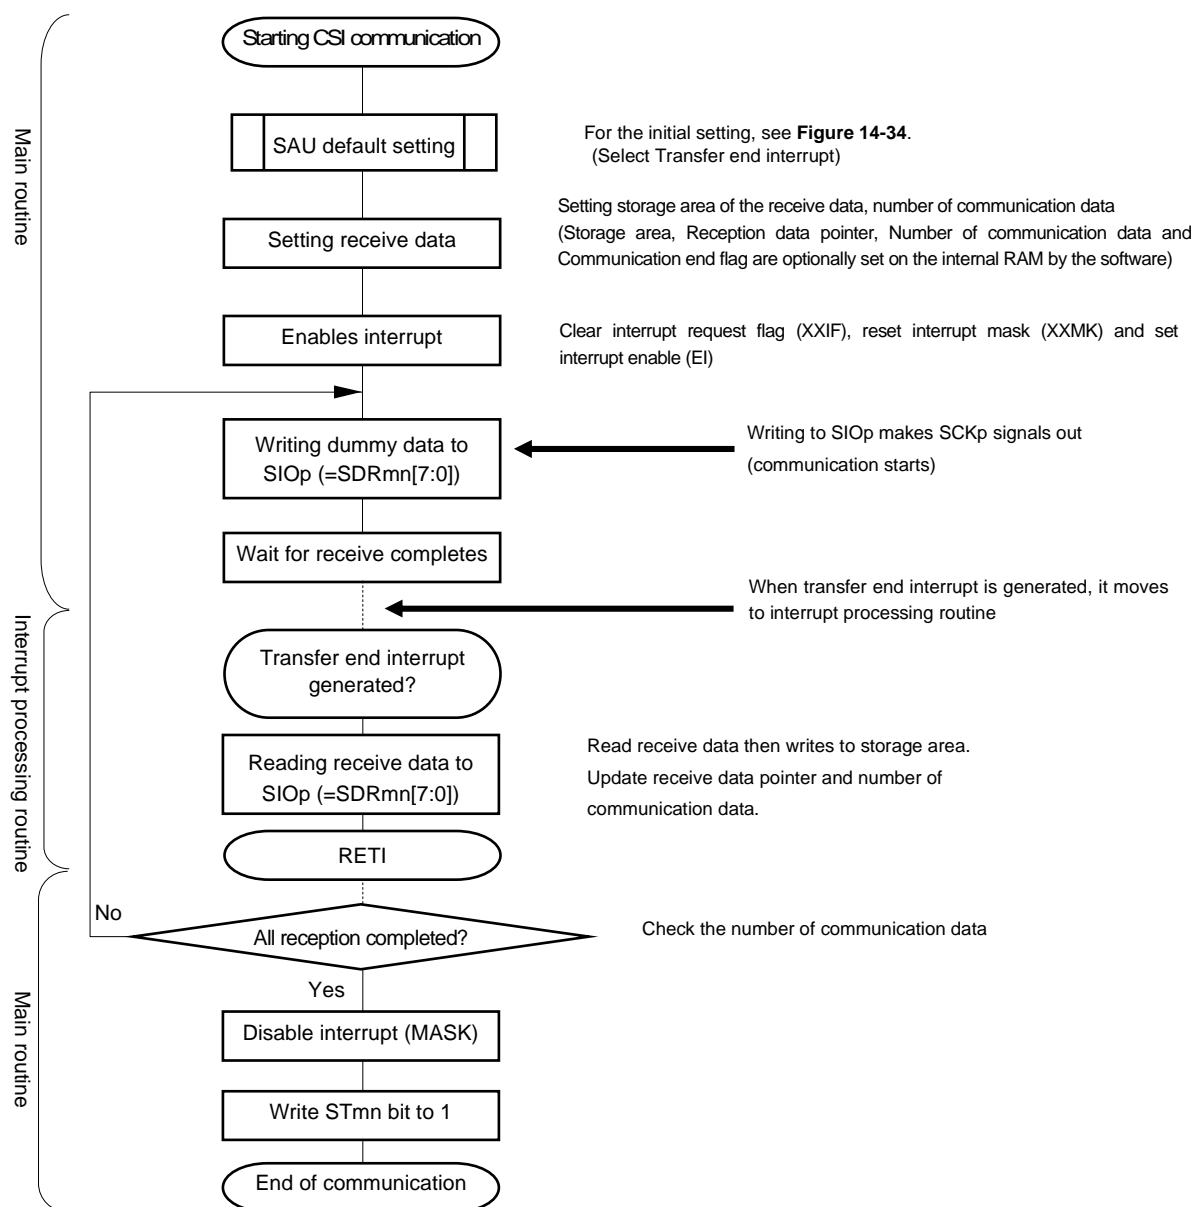 Starting CSI communication
Main routine
SAU default setting
For the initial setting, see Figure 14-34.
(Select Transfer end interrupt)
Setting receive data
Setting storage area of the receive data, number of communication data
(Storage area, Reception data pointer, Number of communication data and
Communication end flag are optionally set on the internal RAM by the software)
Enables interrupt
Clear interrupt request flag (XXIF), reset interrupt mask (XXMK) and set
interrupt enable (EI)
Writing dummy data to
SIOp (=SDRmn[7:0])
Writing to SIOp makes SCKp signals out
(communication starts)
Wait for receive completes
When transfer end interrupt is generated, it moves
to interrupt processing routine
Interrupt processing routine
Transfer end interrupt
generated?
Reading receive data to
SIOp (=SDRmn[7:0])
Read receive data then writes to storage area.
Update receive data pointer and number of
communication data.
RETI
No
All reception completed?
Check the number of communication data
Yes
Main routine
Disable interrupt (MASK)
Write STmn bit to 1
End of communication